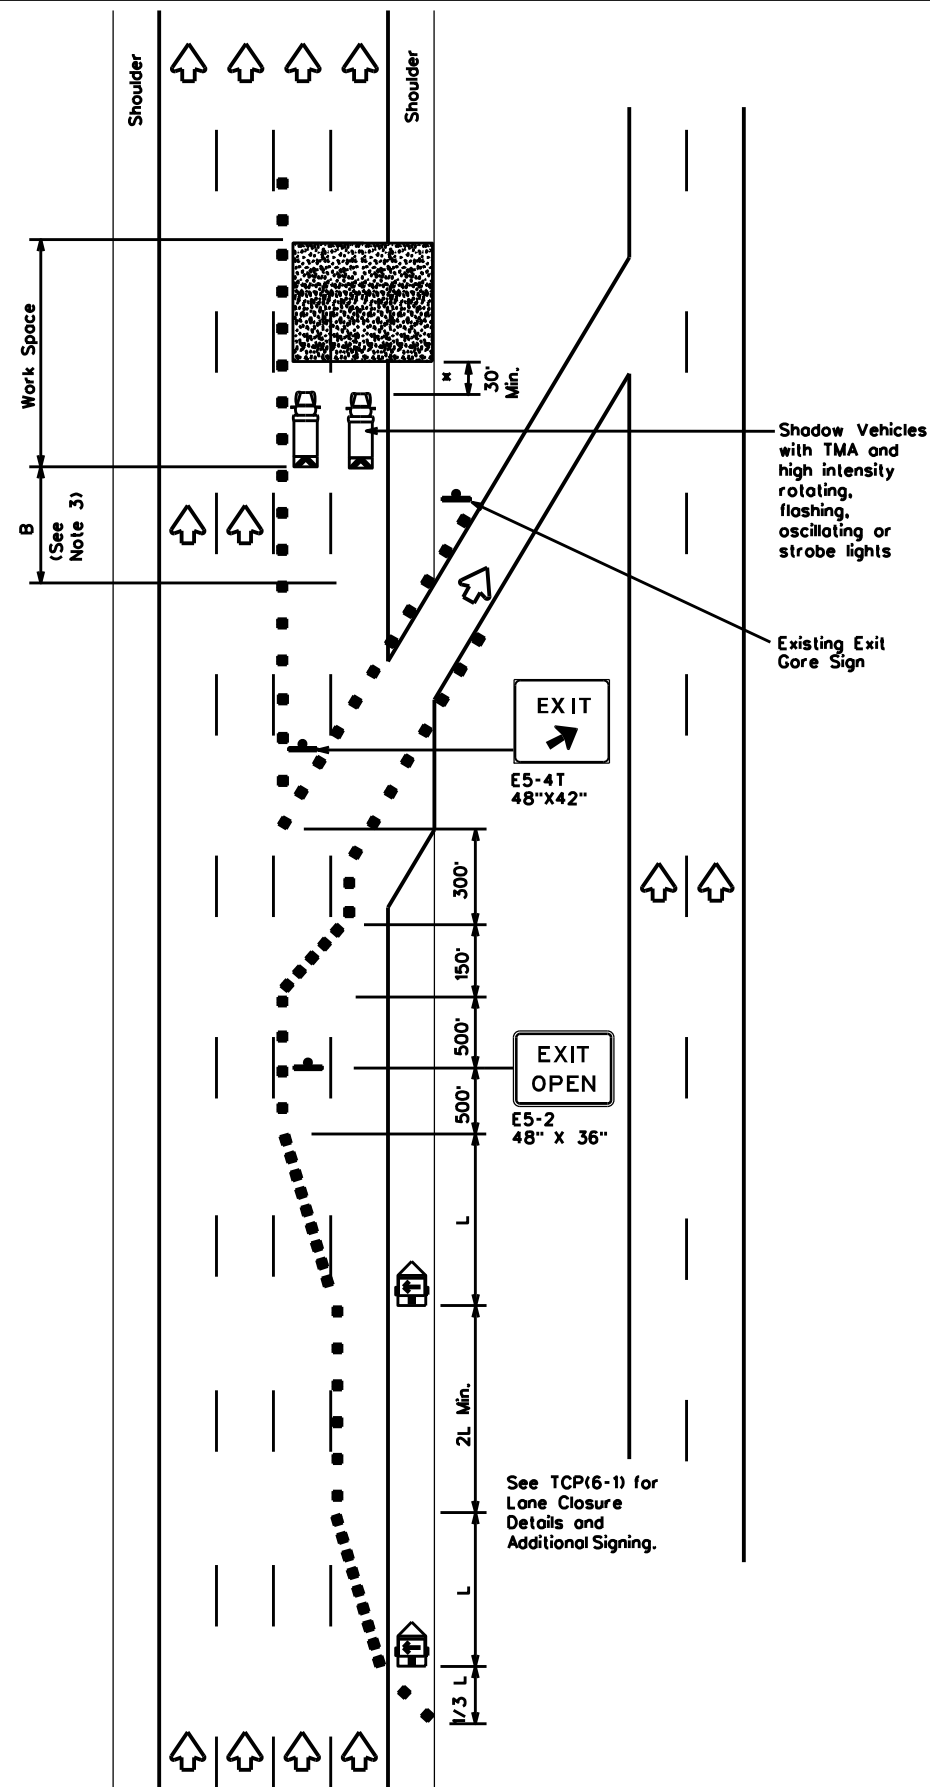 Shoulder
Shoulder
Work Space
x
30'
Min.
Shadow Vehicles
with TMA and
high intensity
rotating,
flashing,
oscillating or
strobe lights
B
(See
Note 3)
Existing Exit
Gore Sign
EXIT
E5-4T
48"X42"
300'
150'
500'
EXIT
OPEN
500'
E5-2
48" X 36"
L
2L Min.
See TCP(6-1) for
Lane Closure
Details and
Additional Signing.
L
1/3 L